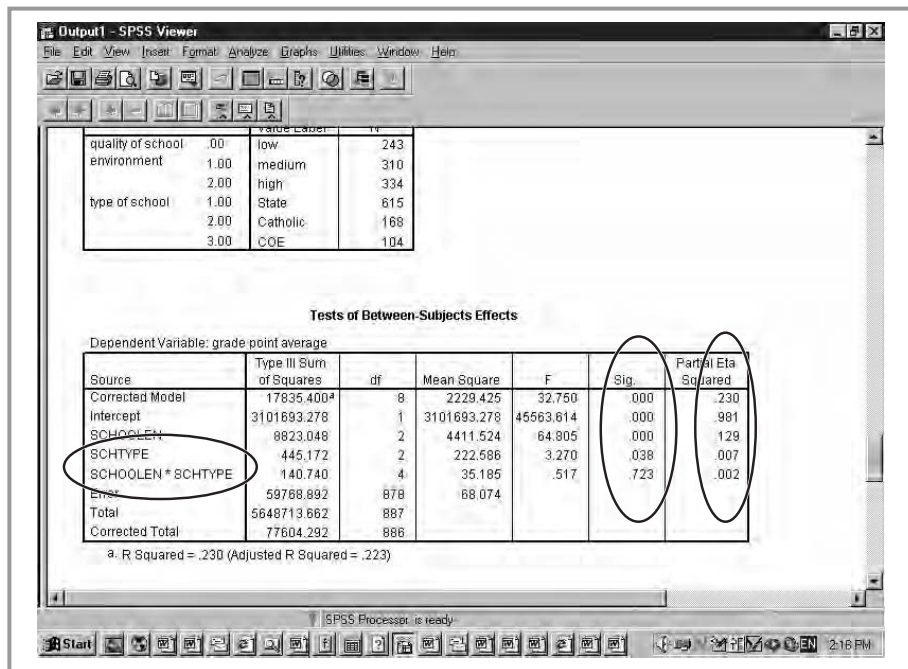 Output1 - SPSS Viewer
File Edit View Insert Format Analyze Graphs Utilities Window Help
Value Label N
quality of school .00 low 243
environment 1.00 medium 310
2.00 high 334
type of school 1.00 State 615
2.00 Catholic 168
3.00 COE 104
Tests of Between-Subjects Effects
Dependent Variable: grade point average
Type III Sum Partial Eta
Source of Squares df Mean Square F Sig. Squared
Corrected Model 17835.400a 8 2229.425 32.750 .000 .230
Intercept 3101693.278 1 3101693.278 45563.614 .000 .981
SCHOOLEN 8823.048 2 4411.524 64.805 .000 .129
SCHTYPE 445.172 2 222.586 3.270 .038 .007
SCHOOLEN * SCHTYPE 140.740 4 35.185 .517 .723 .002
Error 59768.892 878 68.074
Total 5648713.662 887
Corrected Total 77604.292 886
a. R Squared = .230 (Adjusted R Squared = .223)
SPSS Processor is ready
Start EN 2:16 PM